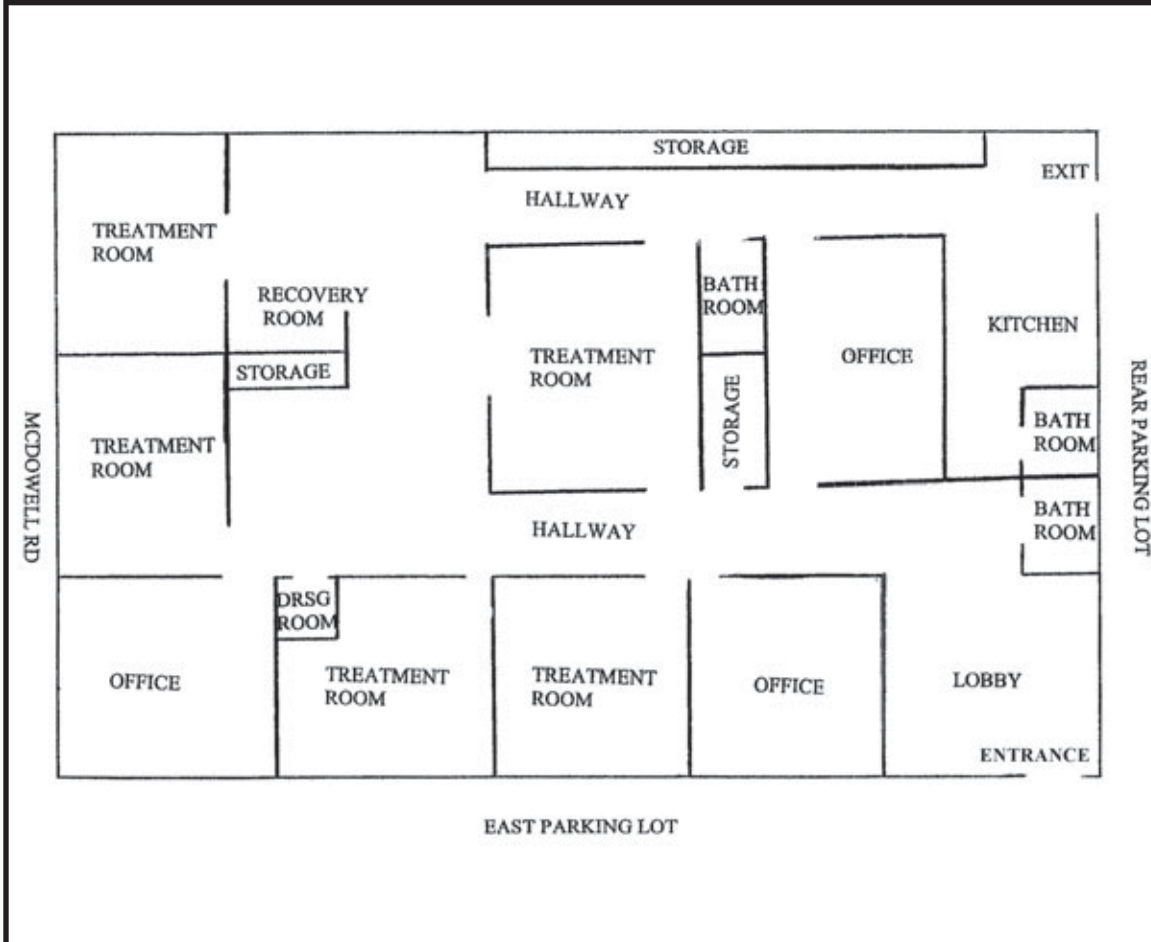 STORAGE
EXIT
HALLWAY
TREATMENT
ROOM
RECOVERY
ROOM
BATH
ROOM
KITCHEN
TREATMENT
ROOM
OFFICE
STORAGE
STORAGE
TREATMENT
ROOM
BATH
ROOM
MCDOWELL RD
REAR PARKING LOT
HALLWAY
BATH
ROOM
DRSG
ROOM
OFFICE
TREATMENT
ROOM
TREATMENT
ROOM
OFFICE
LOBBY
ENTRANCE
EAST PARKING LOT